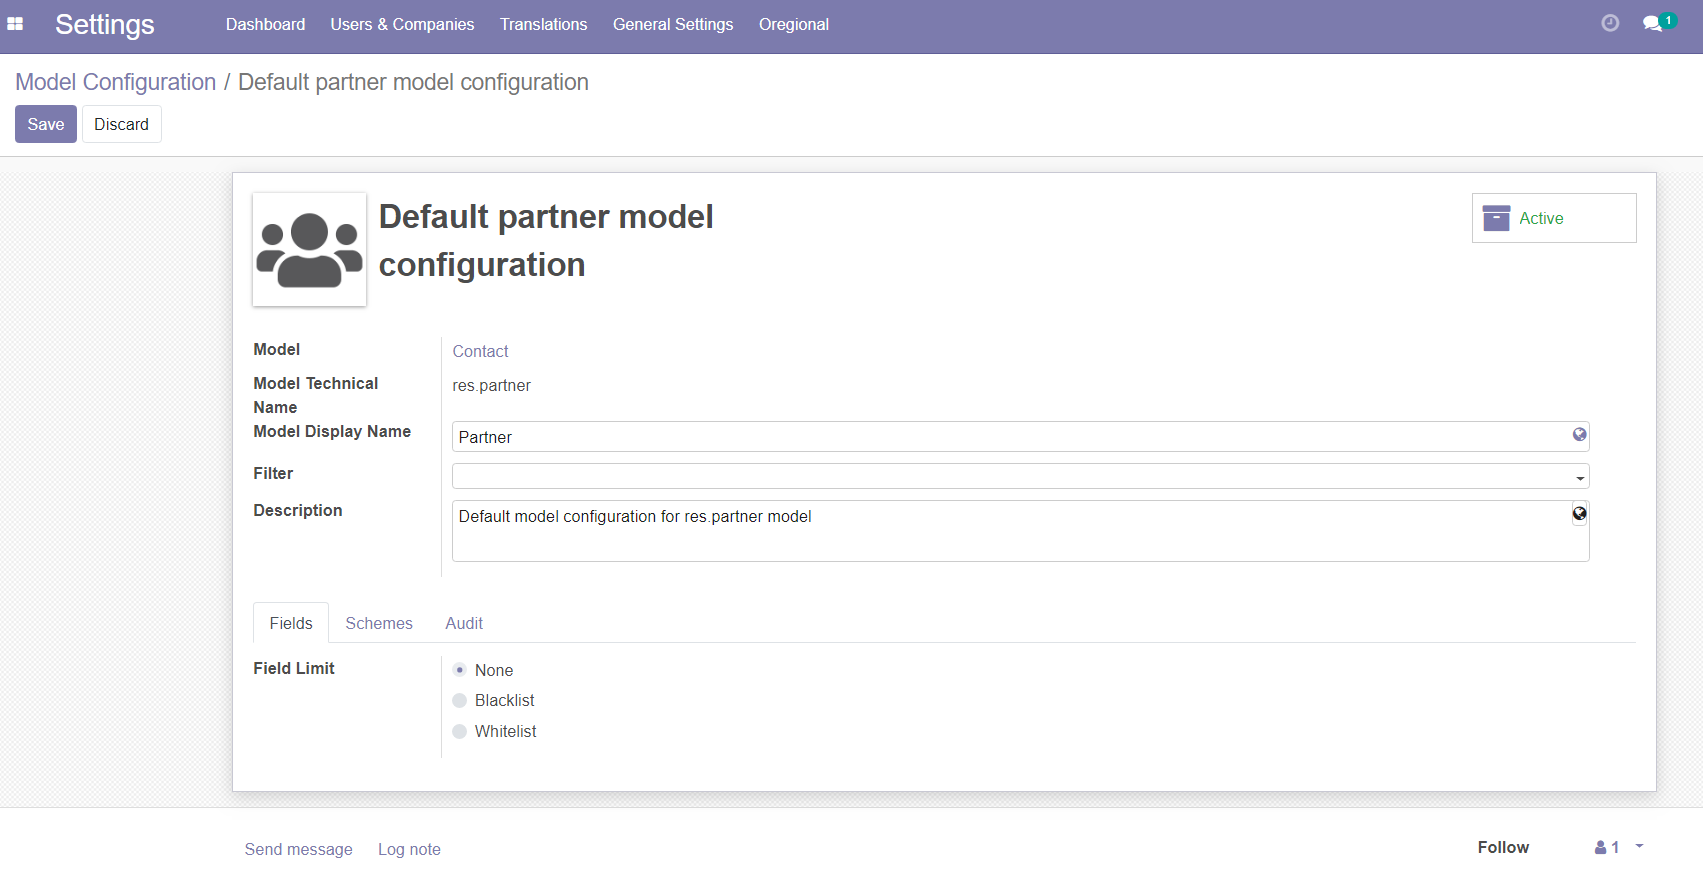 Settings Dashboard Users & Companies Translations General Settings Oregional 1
Model Configuration / Default partner model configuration
Save Discard
Default partner model
configuration
Active
Model Contact
Model Technical
Name
res.partner
Model Display Name Partner
Filter
Description Default model configuration for res.partner model
Fields Schemes Audit
Field Limit None
Blacklist
Whitelist
Send message Log note Follow 1